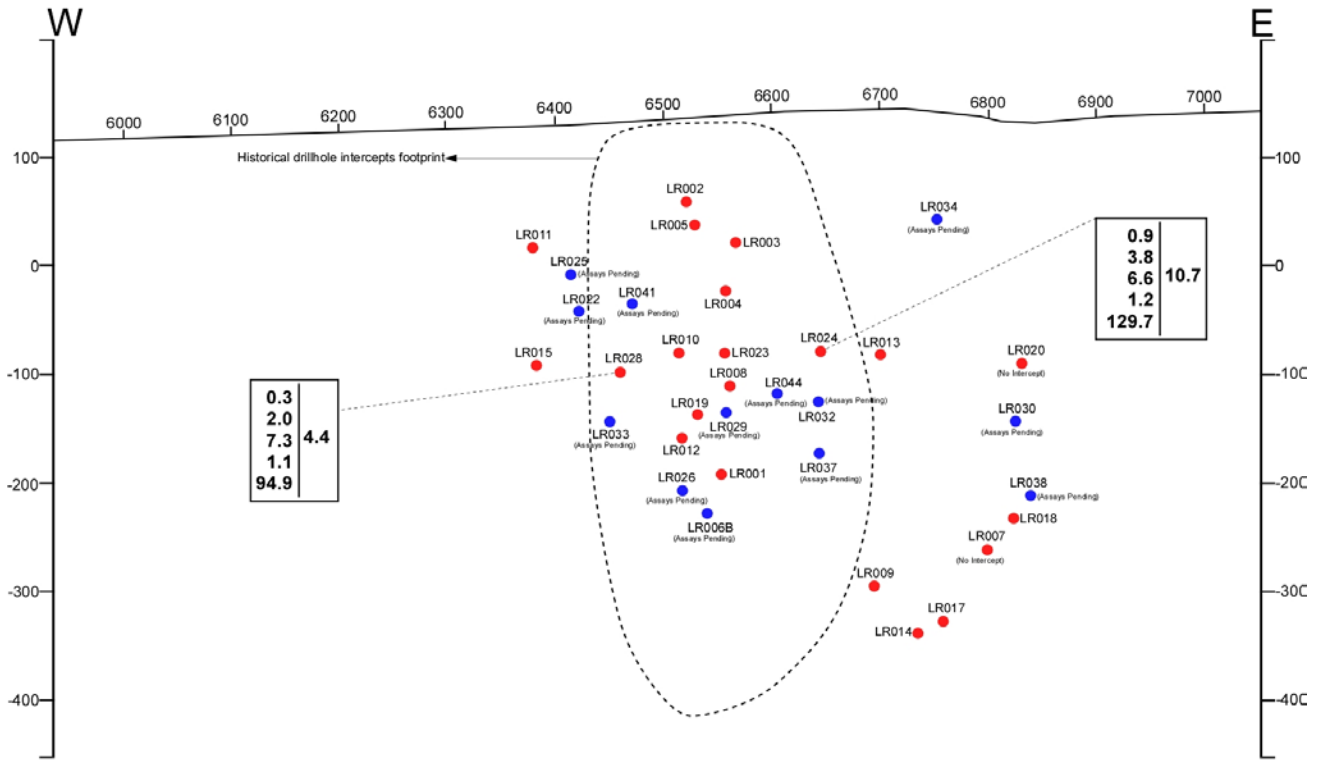 W
E
6000
6100
6200
6300
6400
6500
6600
6700
6800
6900
7000
100
100
Historical drillhole intercepts footprint
LR002
LR005
LR003
LR034
(Assays Pending)
LR011
0
0
LR025
(Assays Pending)
LR022
(Assays Pending)
LR041
(Assays Pending)
LR004
0.9
3.8
6.6
1.2
129.7
10.7
LR015
LR028
LR010
LR023
LR024
LR013
LR020
(No Intercept)
-100
-100
LR008
LR044
(Assays Pending)
(Assays Pending)
LR032
0.3
2.0
7.3
1.1
94.9
4.4
LR019
LR029
(Assays Pending)
LR030
(Assays Pending)
LR033
(Assays Pending)
LR012
LR001
LR037
(Assays Pending)
-200
-200
LR026
(Assays Pending)
LR038
(Assays Pending)
LR018
LR006B
(Assays Pending)
LR007
(No Intercept)
LR009
-300
-300
LR017
LR014
-400
-400